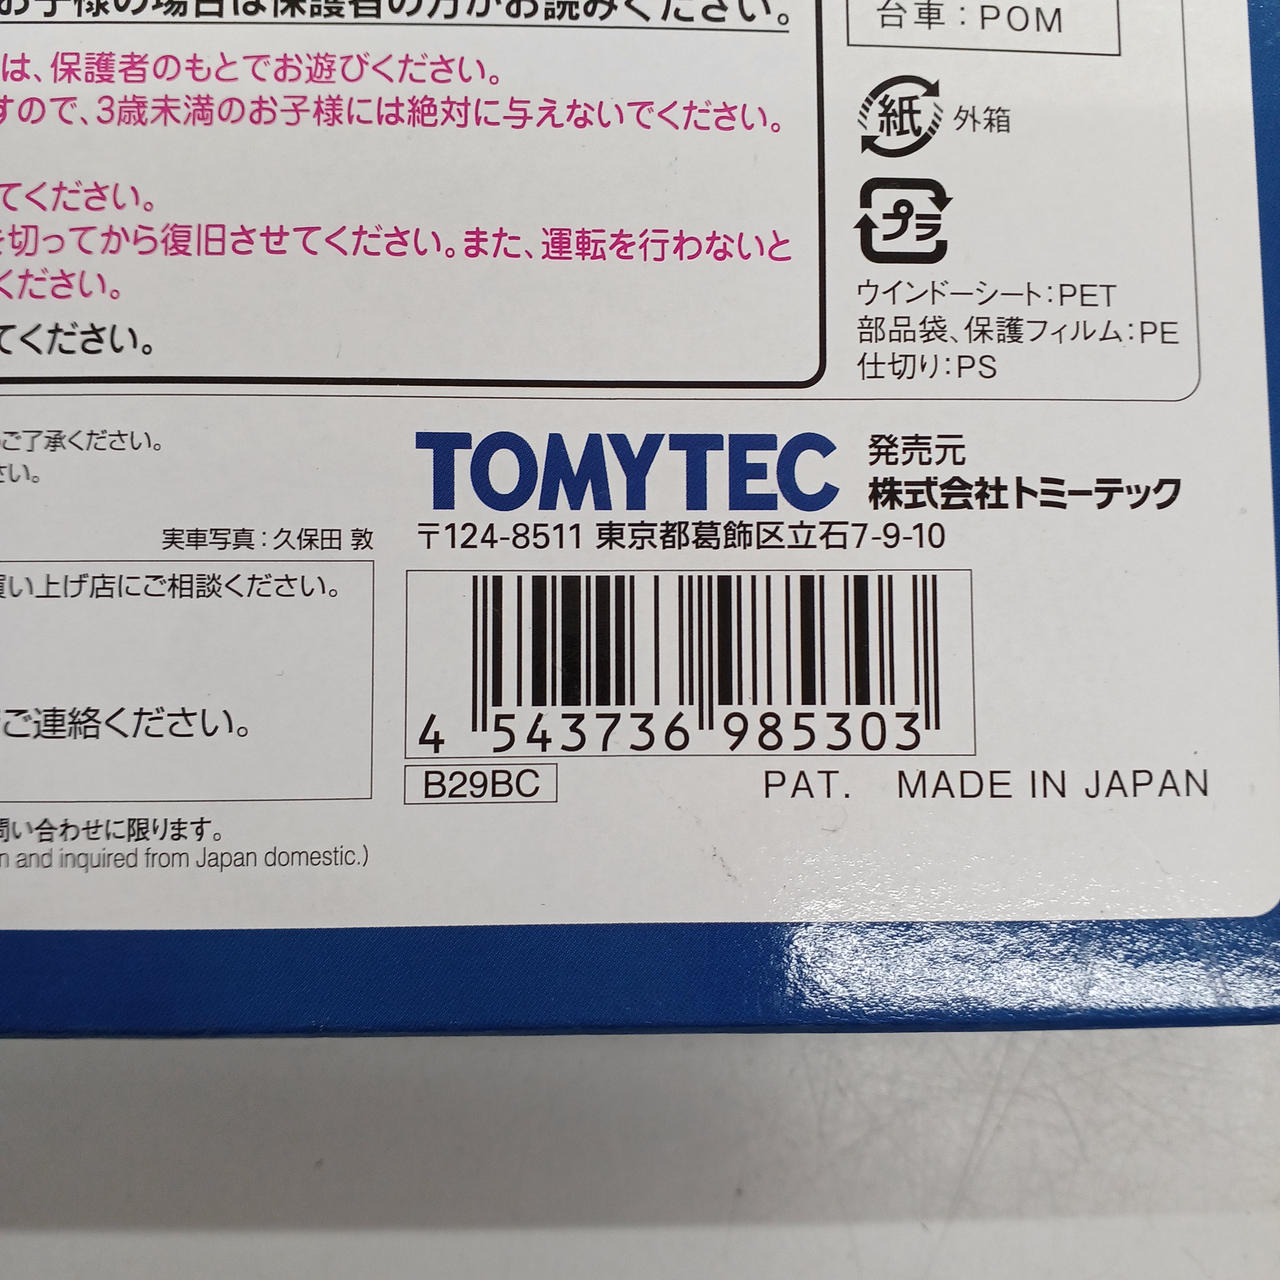 お子様の場合は保護者の方がお読みください。
は、保護者のもとでお遊びください。
すので、3歳未満のお子様には絶対に与えないでください。
てください。
を切ってから復旧させてください。また、運転を行わないと
ください。
てください。
台車：POM
紙 外箱
プラ
ウインドーシート：PET
部品袋、保護フィルム：PE
仕切り：PS
ご了承ください。
さい。
実車写真：久保田 敦
買い上げ店にご相談ください。
ご連絡ください。
問い合わせに限ります。
n and inquired from Japan domestic.)
TOMYTEC 発売元
株式会社トミーテック
〒124-8511 東京都葛飾区立石7-9-10
4 543736 985303
B29BC PAT. MADE IN JAPAN